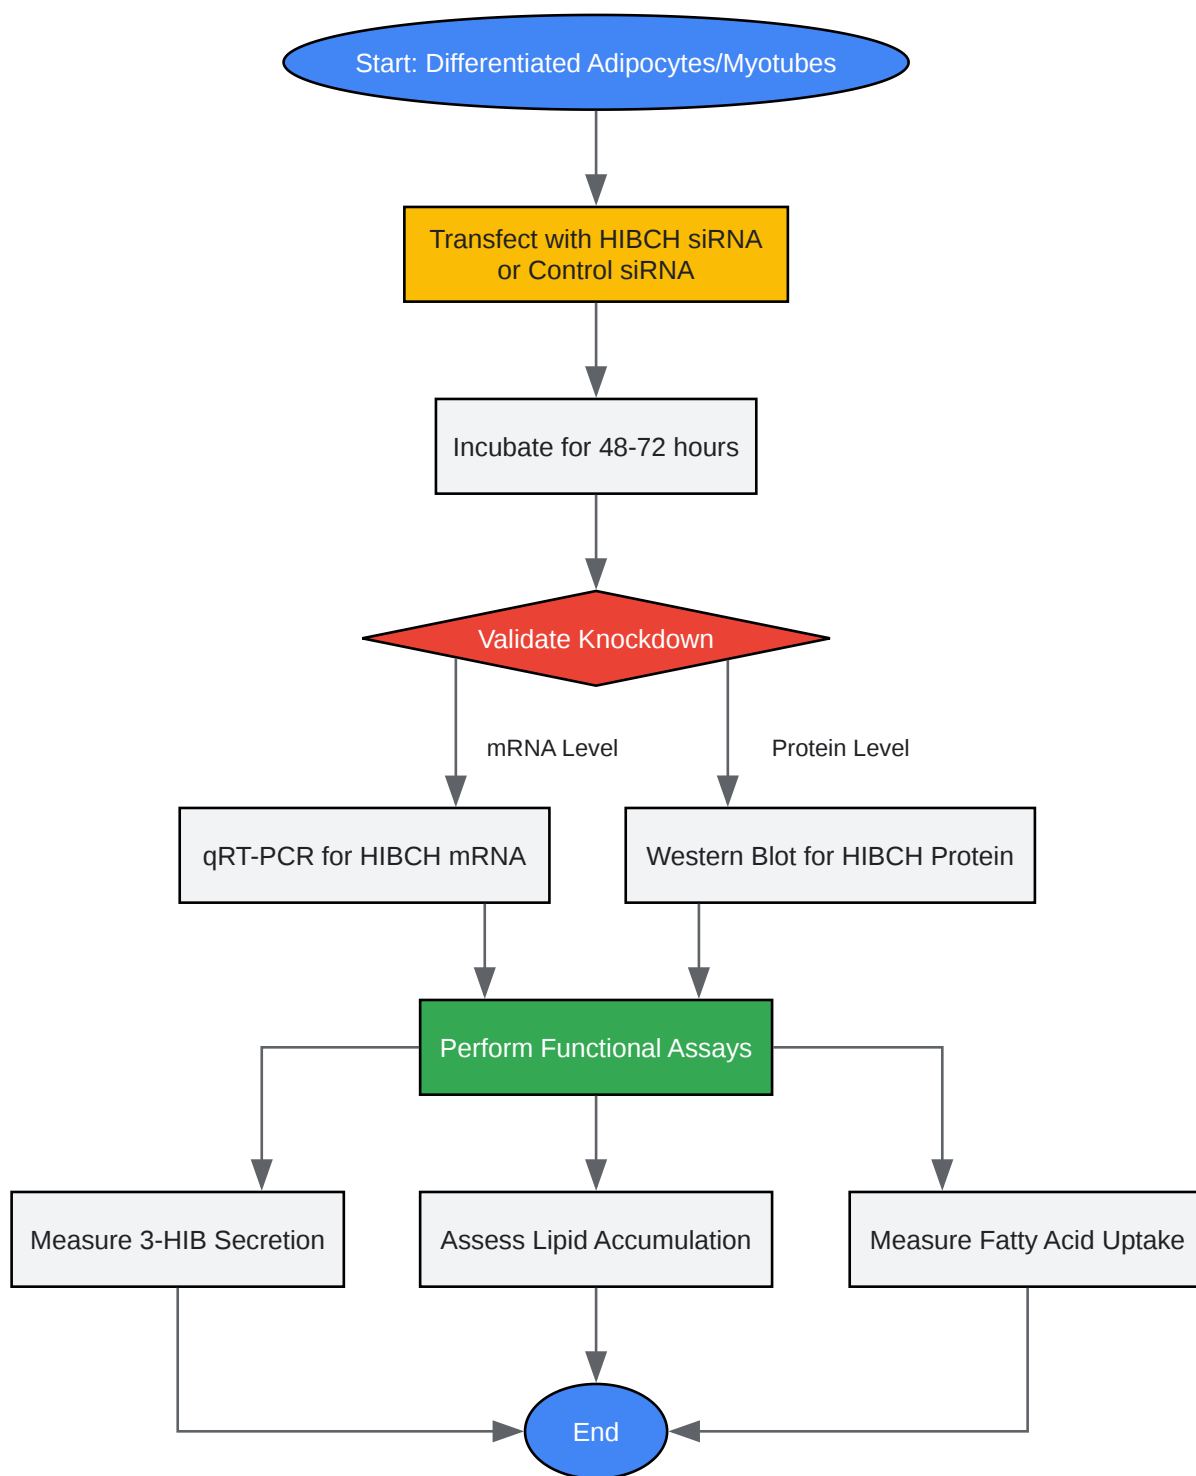 Start: Differentiated Adipocytes/Myotubes
Transfect with HIBCH siRNA
or Control siRNA
Incubate for 48-72 hours
Validate Knockdown
mRNA Level
Protein Level
qRT-PCR for HIBCH mRNA
Western Blot for HIBCH Protein
Perform Functional Assays
Measure 3-HIB Secretion
Assess Lipid Accumulation
Measure Fatty Acid Uptake
End